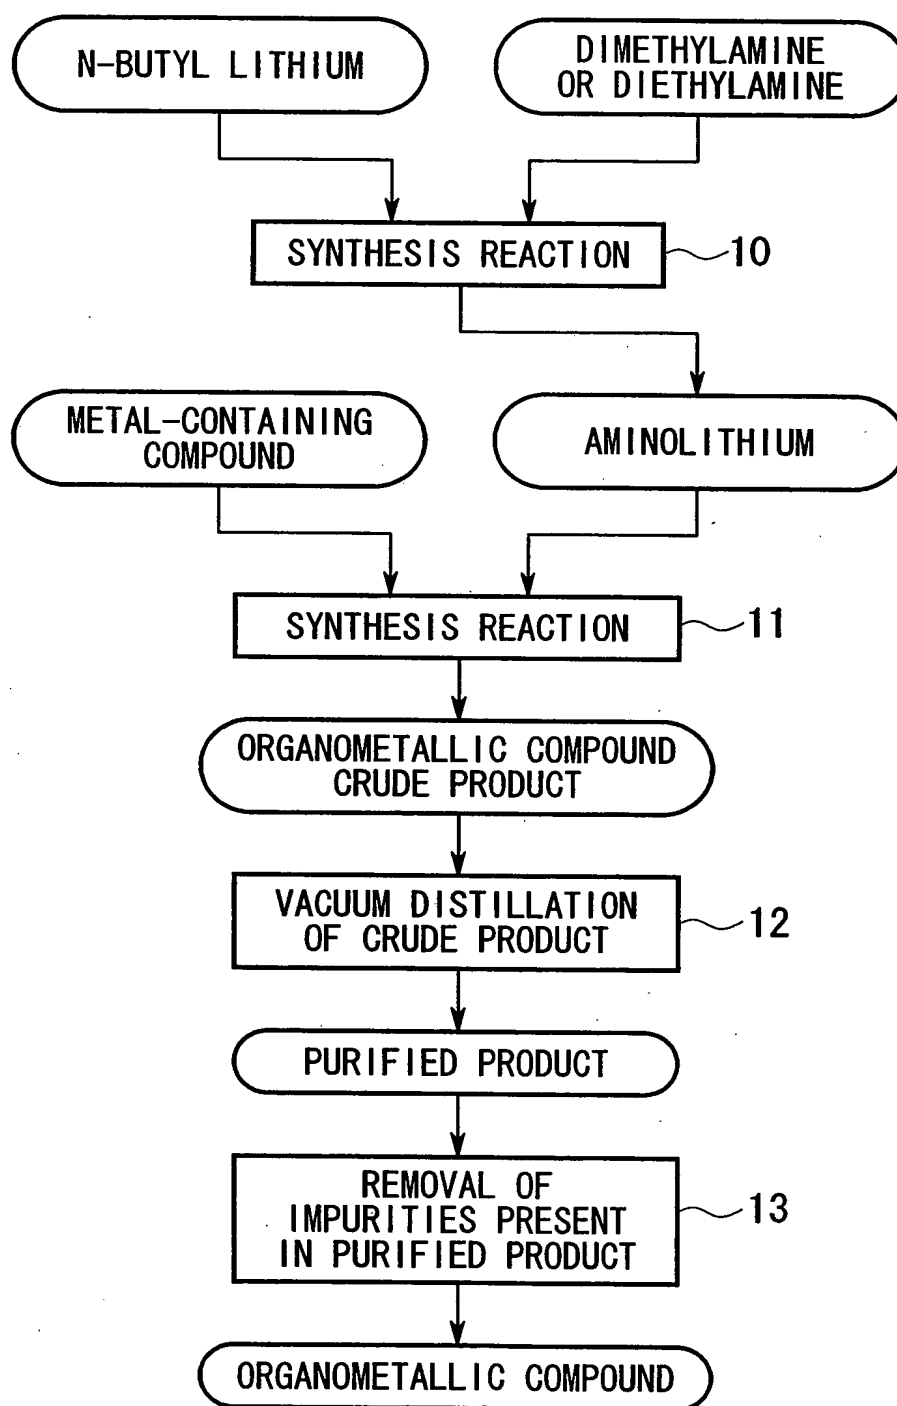 N-BUTYL LITHIUM
DIMETHYLAMINE
OR DIETHYLAMINE
SYNTHESIS REACTION
10
METAL-CONTAINING
COMPOUND
AMINOLITHIUM
SYNTHESIS REACTION
11
ORGANOMETALLIC COMPOUND
CRUDE PRODUCT
VACUUM DISTILLATION
OF CRUDE PRODUCT
12
PURIFIED PRODUCT
REMOVAL OF
IMPURITIES PRESENT
IN PURIFIED PRODUCT
13
ORGANOMETALLIC COMPOUND